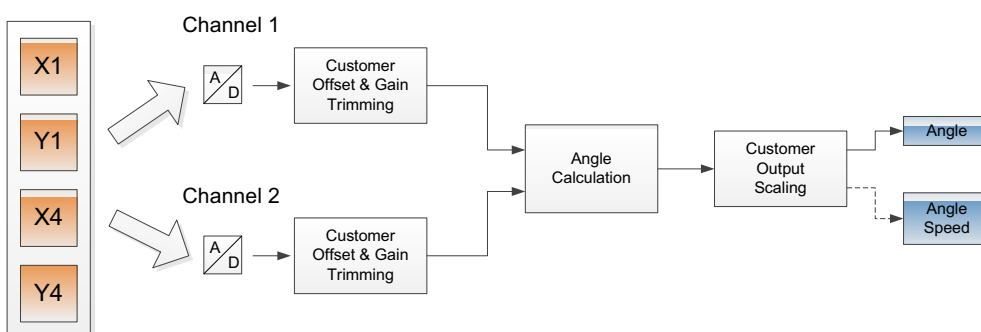 X1
Y1
X4
Y4
Channel 1
A
D
Customer
Offset & Gain
Trimming
Channel 2
A
D
Customer
Offset & Gain
Trimming
Angle
Calculation
Customer
Output
Scaling
Angle
Angle
Speed